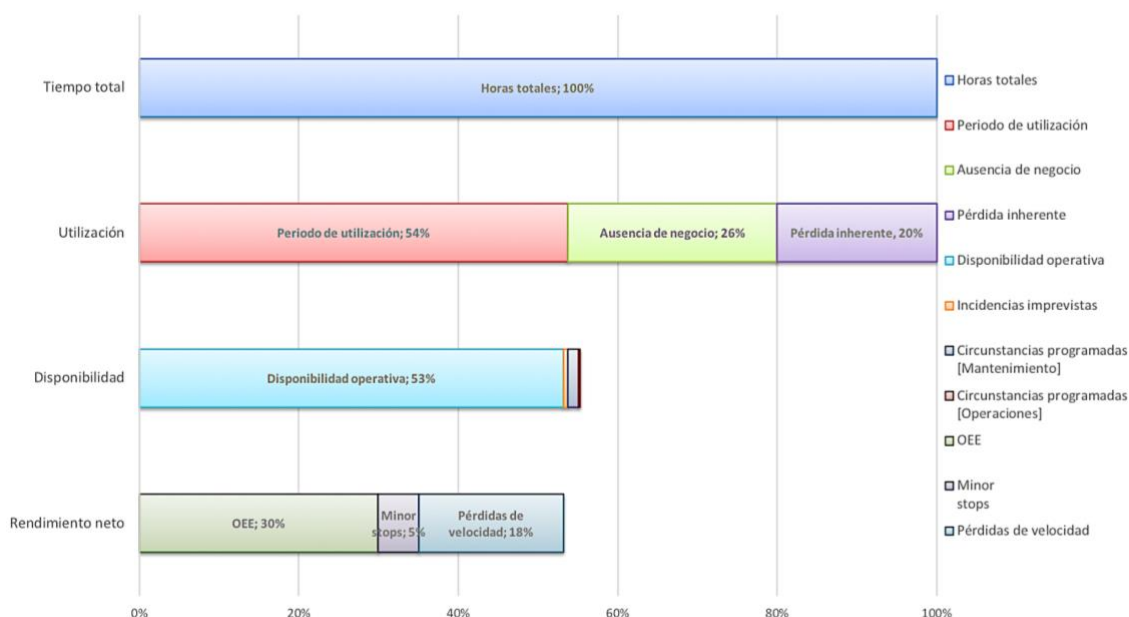 Tiempo total
Horas totales; 100%
Utilización
Periodo de utilización; 54%
Ausencia de negocio; 26%
Pérdida inherente, 20%
Disponibilidad
Disponibilidad operativa; 53%
Rendimiento neto
OEE; 30%
Minor
stops; 5%
Pérdidas de
velocidad; 18%
0%
20%
40%
60%
80%
100%
Horas totales
Periodo de utilización
Ausencia de negocio
Pérdida inherente
Disponibilidad operativa
Incidencias imprevistas
Circunstancias programadas
[Mantenimiento]
Circunstancias programadas
[Operaciones]
OEE
Minor
stops
Pérdidas de velocidad